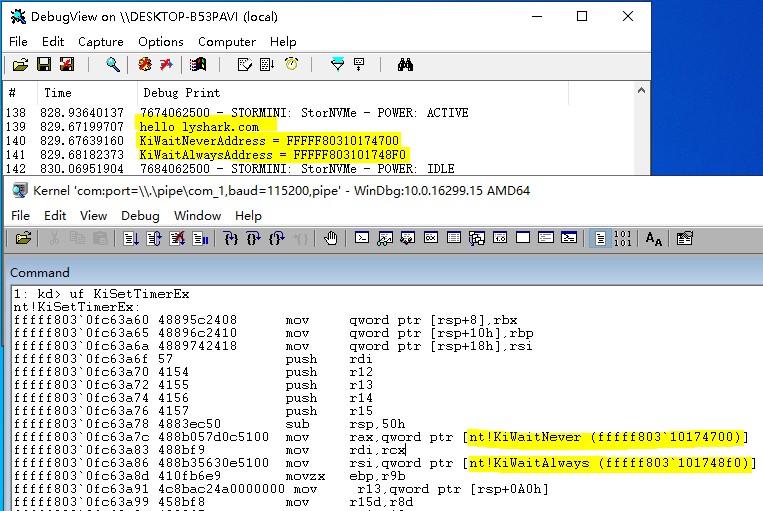 DebugView on \\DESKTOP-B53PAVI (local)
File Edit Capture Options Computer Help
# Time Debug Print
138 828.93640137 7674062500 - STORMINI: StorNVMe - POWER: ACTIVE
139 829.67199707 hello lyshark.com
140 829.67639160 KiWaitNeverAddress = FFFFF80310174700
141 829.68182373 KiWaitAlwaysAddress = FFFFF803101748F0
142 830.06951904 7684062500 - STORMINI: StorNVMe - POWER: IDLE
Kernel 'com:port=\\.\pipe\com_1,baud=115200,pipe' - WinDbg:10.0.16299.15 AMD64
File Edit View Debug Window Help
101
101
AA
Command
1: kd> uf KiSetTimerEx
nt!KiSetTimerEx:
fffff803`0fc63a60 48895c2408 mov qword ptr [rsp+8],rbx
fffff803`0fc63a65 48896c2410 mov qword ptr [rsp+10h],rbp
fffff803`0fc63a6a 4889742418 mov qword ptr [rsp+18h],rsi
fffff803`0fc63a6f 57 push rdi
fffff803`0fc63a70 4154 push r12
fffff803`0fc63a72 4155 push r13
fffff803`0fc63a74 4156 push r14
fffff803`0fc63a76 4157 push r15
fffff803`0fc63a78 4883ec50 sub rsp,50h
fffff803`0fc63a7c 488b057d0c5100 mov rax,qword ptr [nt!KiWaitNever (fffff803`10174700)]
fffff803`0fc63a83 488bf9 mov rdi,rcx
fffff803`0fc63a86 488b35630e5100 mov rsi,qword ptr [nt!KiWaitAlways (fffff803`101748f0)]
fffff803`0fc63a8d 410fb6e9 movzx ebp,r9b
fffff803`0fc63a91 4c8bac24a0000000 mov r13,qword ptr [rsp+0A0h]
fffff803`0fc63a99 458bf8 mov r15d,r8d